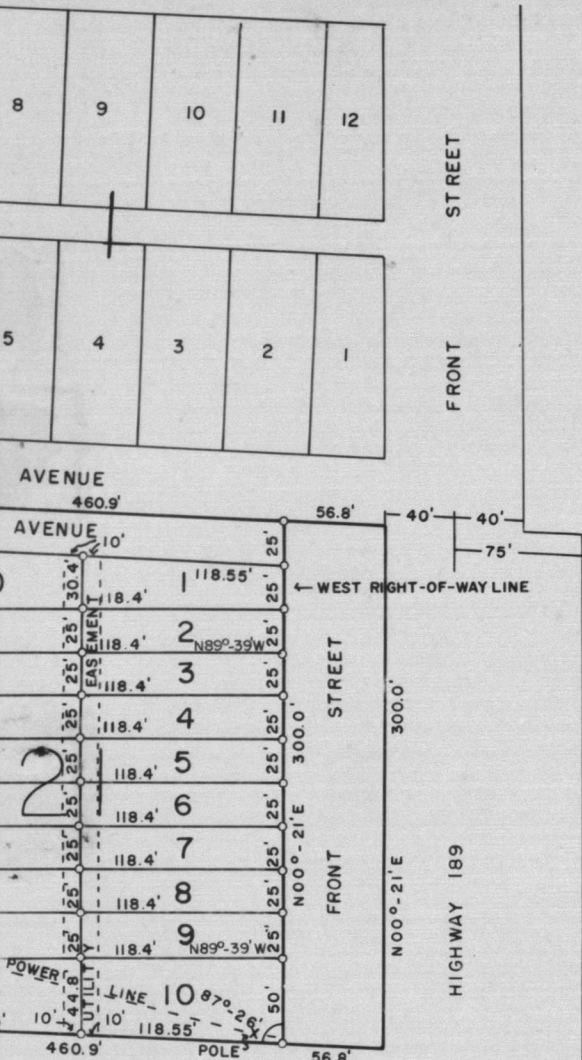 8 9 10 11 12
STREET
FRONT
5 4 3 2 1
AVENUE
460.9' 56.8' 40' 40'
AVENUE 10' 25' 75'
30.4' 118.4' 1 118.55' ← WEST RIGHT-OF-WAY LINE
EASEMENT
25' 118.4' 2 N89°-39'W 25'
25' 118.4' 3 25'
STREET
25' 118.4' 4 25'
300.0' 300.0'
25' 118.4' 5 25'
2
25' 118.4' 6 25'
N00°-21'E
25' 118.4' 7 25'
FRONT
N00°-21'E
HIGHWAY 189
25' 118.4' 8 25'
25' 118.4' 9 N89°-39'W 25'
POWER LINE 10 87°-26' 50'
44.8 UTILITY
10' 10' 118.55' X
460.9' POLE 56.8'